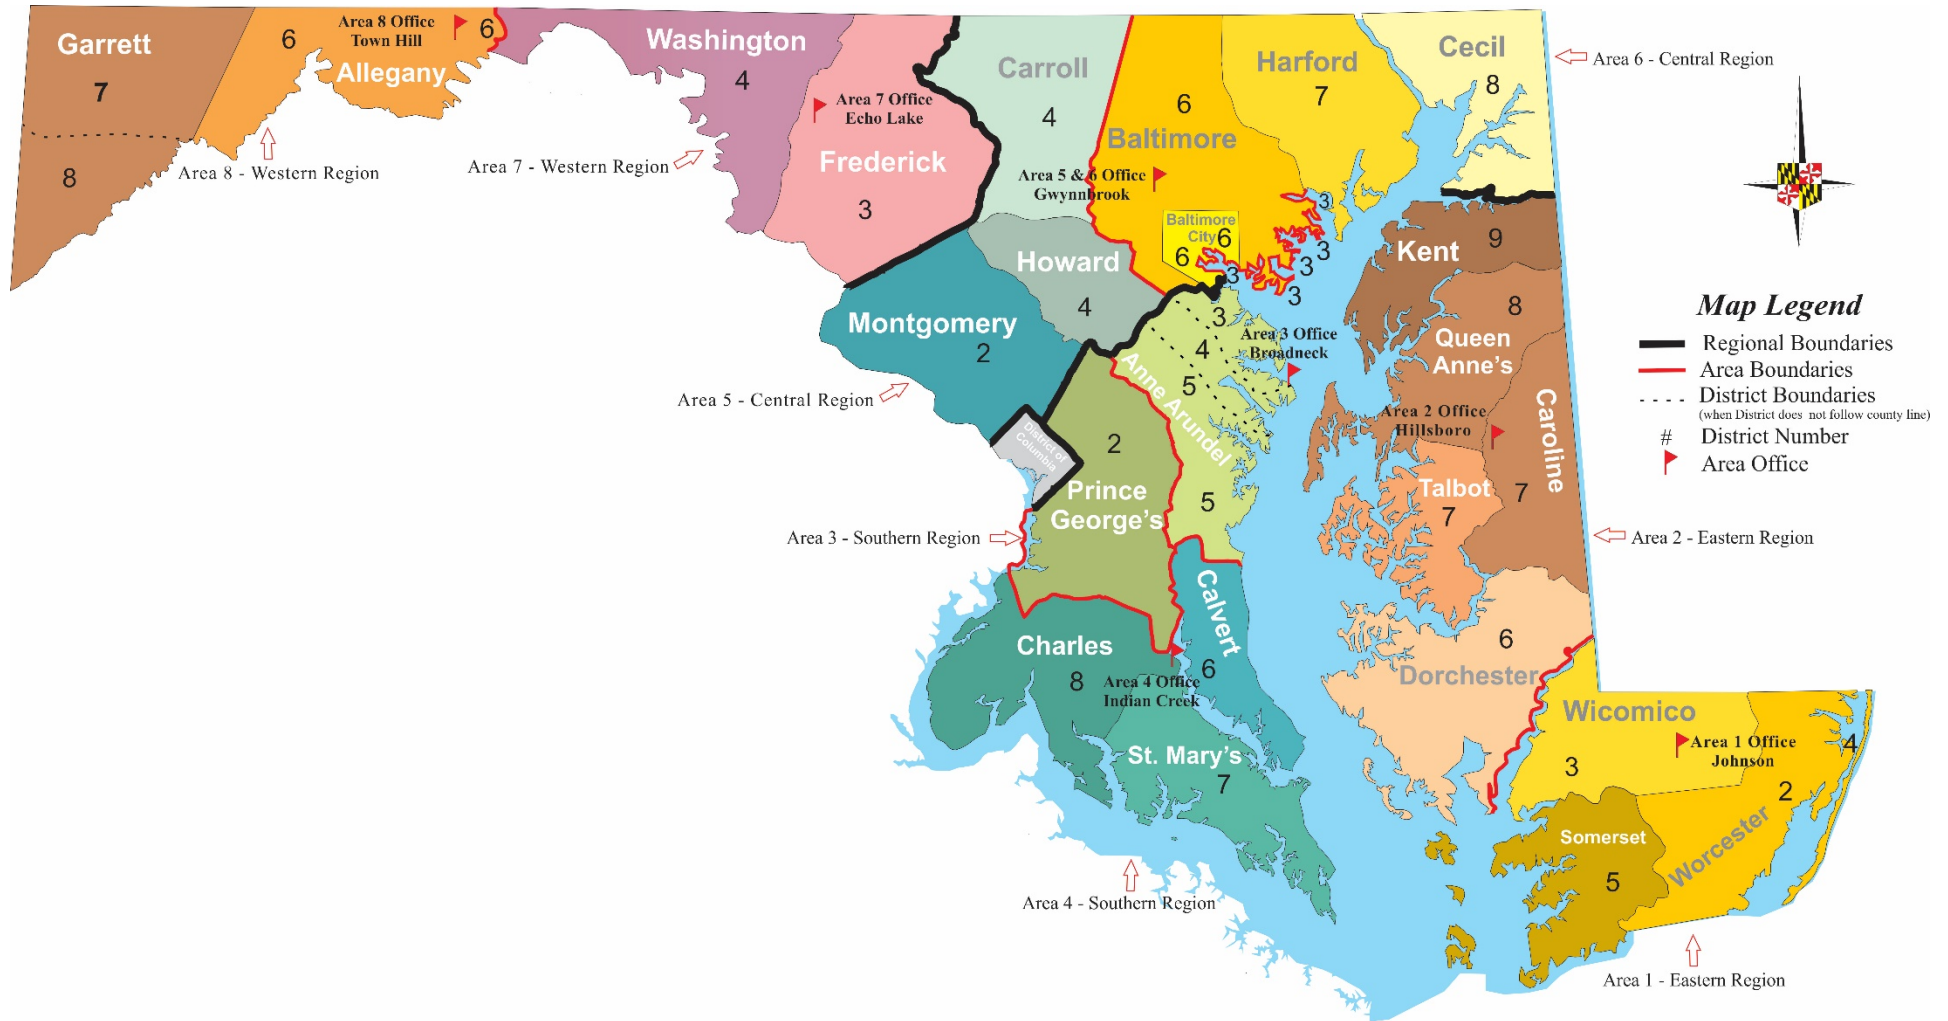 Garrett
7
8
6
Area 8 Office
Town Hill
6
Allegany
Area 8 - Western Region
Washington
4
Area 7 - Western Region
Area 7 Office
Echo Lake
Frederick
3
Carroll
4
6
Baltimore
Area 5 & 6 Office
Gwynnbrook
Baltimore
City
6
6
3
3
3
3
3
Harford
7
Cecil
8
Area 6 - Central Region
Howard
4
Montgomery
2
Area 5 - Central Region
District of
Columbia
3
4
5
Area 3 Office
Broadneck
Anne Arundel
5
2
Prince
George's
Area 3 - Southern Region
Kent
9
8
Queen
Anne's
Area 2 Office
Hillsboro
Caroline
7
Talbot
7
Area 2 - Eastern Region
Map Legend
Regional Boundaries
Area Boundaries
District Boundaries
(when District does not follow county line)
# District Number
Area Office
Calvert
6
Charles
8
Area 4 Office
Indian Creek
St. Mary's
7
Area 4 - Southern Region
6
Dorchester
Wicomico
3
Area 1 Office
Johnson
4
2
Worcester
Somerset
5
Area 1 - Eastern Region